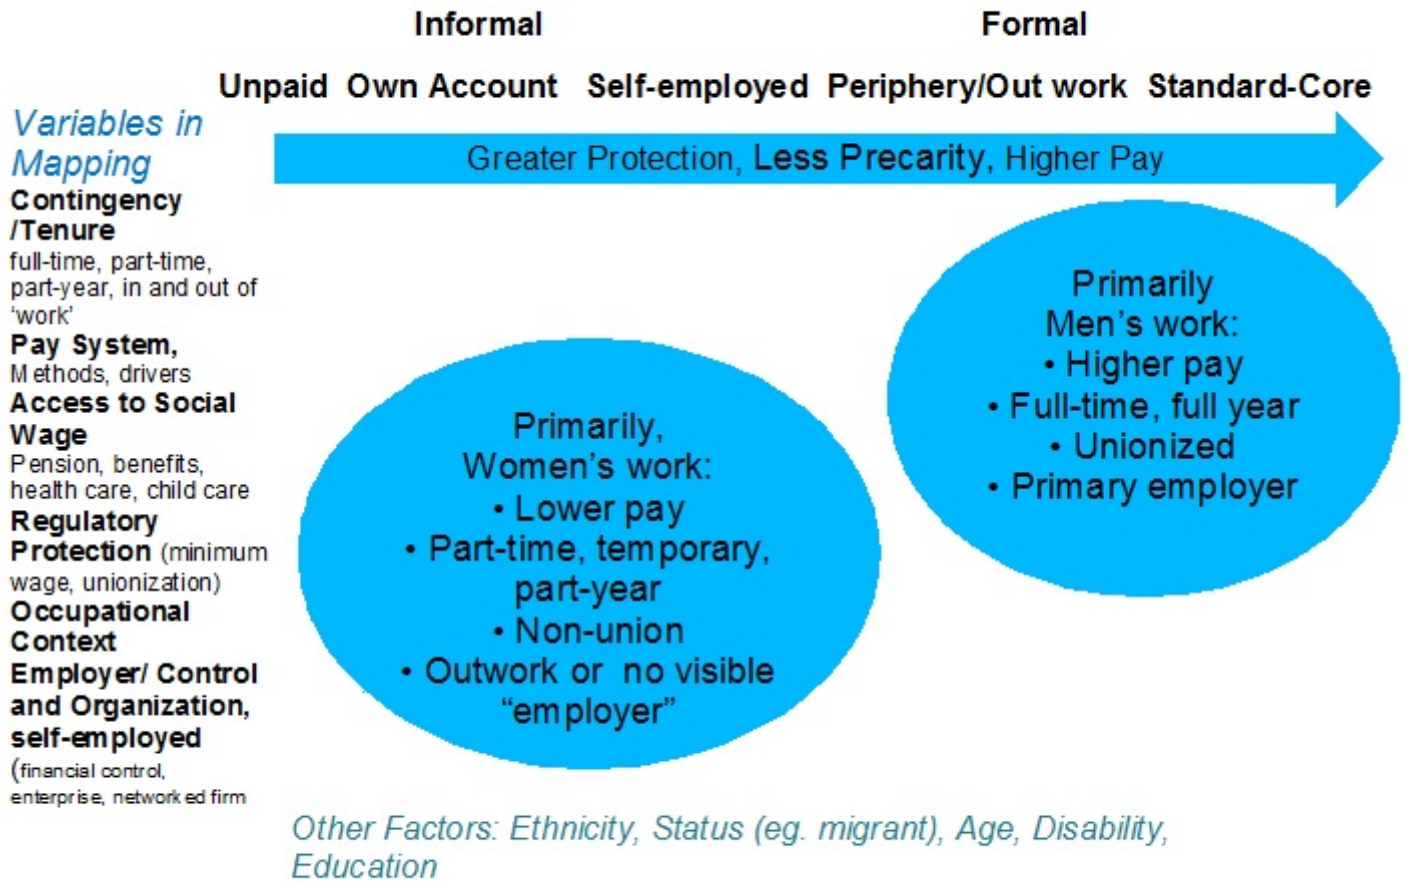 Informal Formal
Unpaid Own Account Self-employed Periphery/Out work Standard-Core
Variables in
Mapping
Greater Protection, Less Precarity, Higher Pay
Contingency
/Tenure
full-time, part-time,
part-year, in and out of
‘work’
Pay System,
Methods, drivers
Access to Social
Wage
Pension, benefits,
health care, child care
Regulatory
Protection (minimum
wage, unionization)
Occupational
Context
Employer/ Control
and Organization,
self-employed
(financial control,
enterprise, networked firm
Primarily,
Women’s work:
• Lower pay
• Part-time, temporary,
part-year
• Non-union
• Outwork or no visible
“employer”
Primarily
Men’s work:
• Higher pay
• Full-time, full year
• Unionized
• Primary employer
Other Factors: Ethnicity, Status (eg. migrant), Age, Disability,
Education